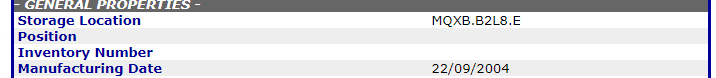 - GENERAL PROPERTIES -
Storage Location MQXB.B2L8.E
Position
Inventory Number
Manufacturing Date 22/09/2004